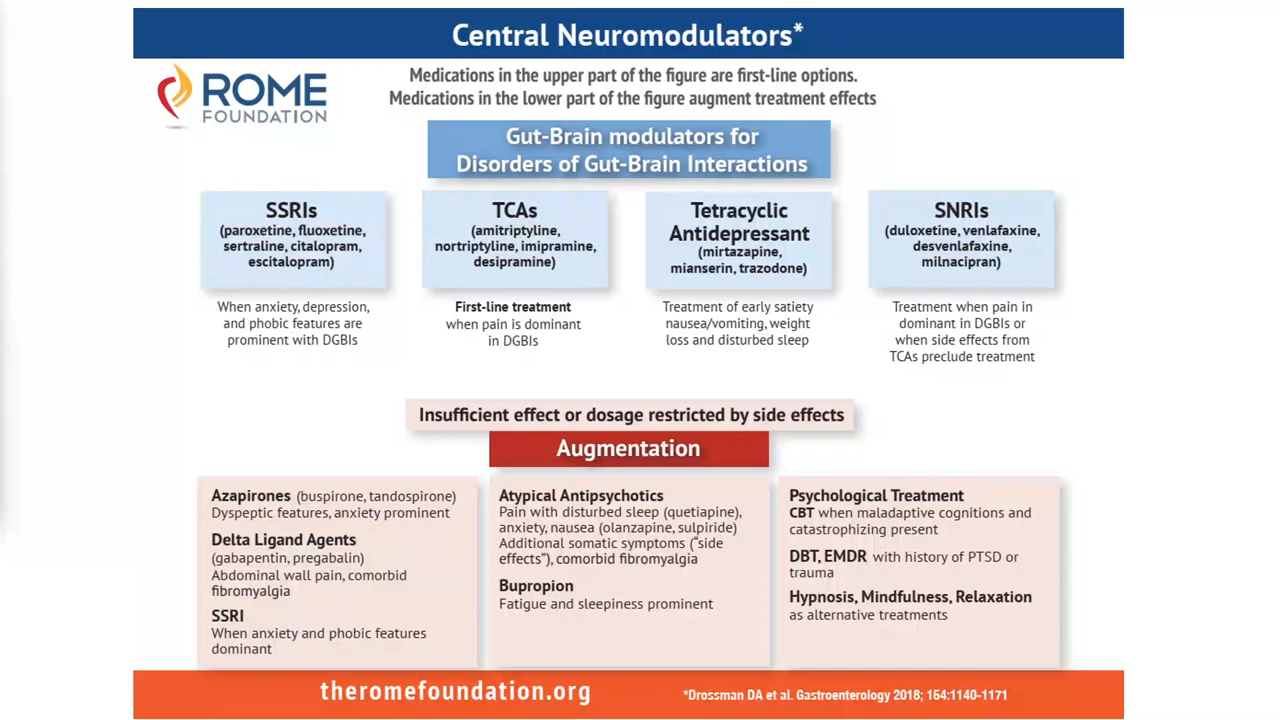 Central Neuromodulators*
ROME
FOUNDATION
Medications in the upper part of the figure are first-line options.
Medications in the lower part of the figure augment treatment effects
Gut-Brain modulators for
Disorders of Gut-Brain Interactions
SSRIs
(paroxetine, fluoxetine,
sertraline, citalopram,
escitalopram)
When anxiety, depression,
and phobic features are
prominent with DGBIs
TCAs
(amitriptyline,
nortriptyline, imipramine,
desipramine)
First-line treatment
when pain is dominant
in DGBIs
Tetracyclic
Antidepressant
(mirtazapine,
mianserin, trazodone)
Treatment of early satiety
nausea/vomiting, weight
loss and disturbed sleep
SNRIs
(duloxetine, venlafaxine,
desvenlafaxine,
milnacipran)
Treatment when pain in
dominant in DGBIs or
when side effects from
TCAs preclude treatment
Insufficient effect or dosage restricted by side effects
Augmentation
Azapirones (buspirone, tandospirone)
Dyspeptic features, anxiety prominent
Delta Ligand Agents
(gabapentin, pregabalin)
Abdominal wall pain, comorbid
fibromyalgia
SSRI
When anxiety and phobic features
dominant
Atypical Antipsychotics
Pain with disturbed sleep (quetiapine),
anxiety, nausea (olanzapine, sulpiride)
Additional somatic symptoms (“side
effects”), comorbid fibromyalgia
Bupropion
Fatigue and sleepiness prominent
Psychological Treatment
CBT when maladaptive cognitions and
catastrophizing present
DBT, EMDR with history of PTSD or
trauma
Hypnosis, Mindfulness, Relaxation
as alternative treatments
theromefoundation.org
*Drossman DA et al. Gastroenterology 2018; 164:1140-1171